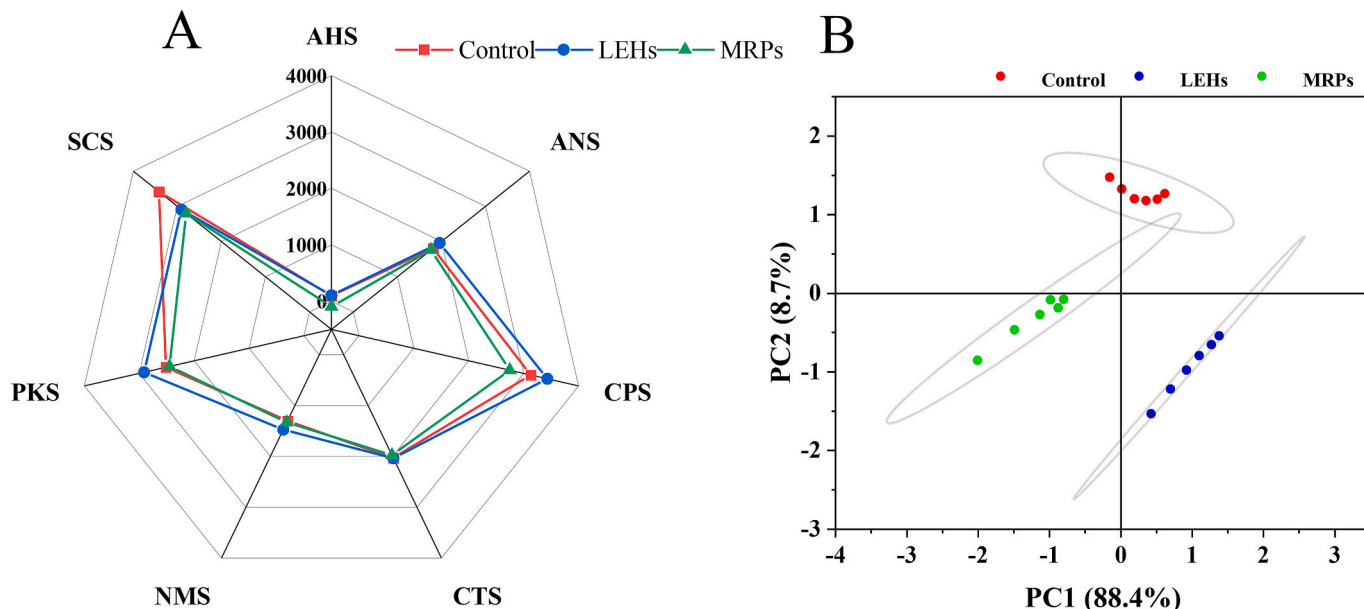 A
AHS
Control LEHs MRPs
4000
3000
2000
1000
0
SCS
ANS
PKS
CPS
NMS
CTS
B
Control LEHs MRPs
2
1
0
-1
-2
-3
PC2 (8.7%)
-4 -3 -2 -1 0 1 2 3
PC1 (88.4%)